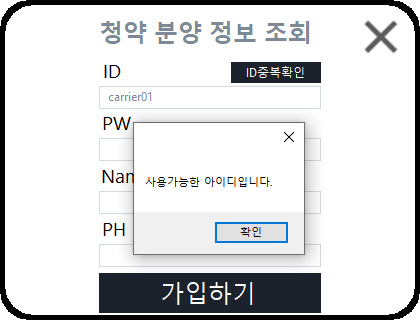 청약 분양 정보 조회
ID
ID중복확인
carrier01
PW
사용가능한 아이디입니다.
Nam
확인
PH
가입하기